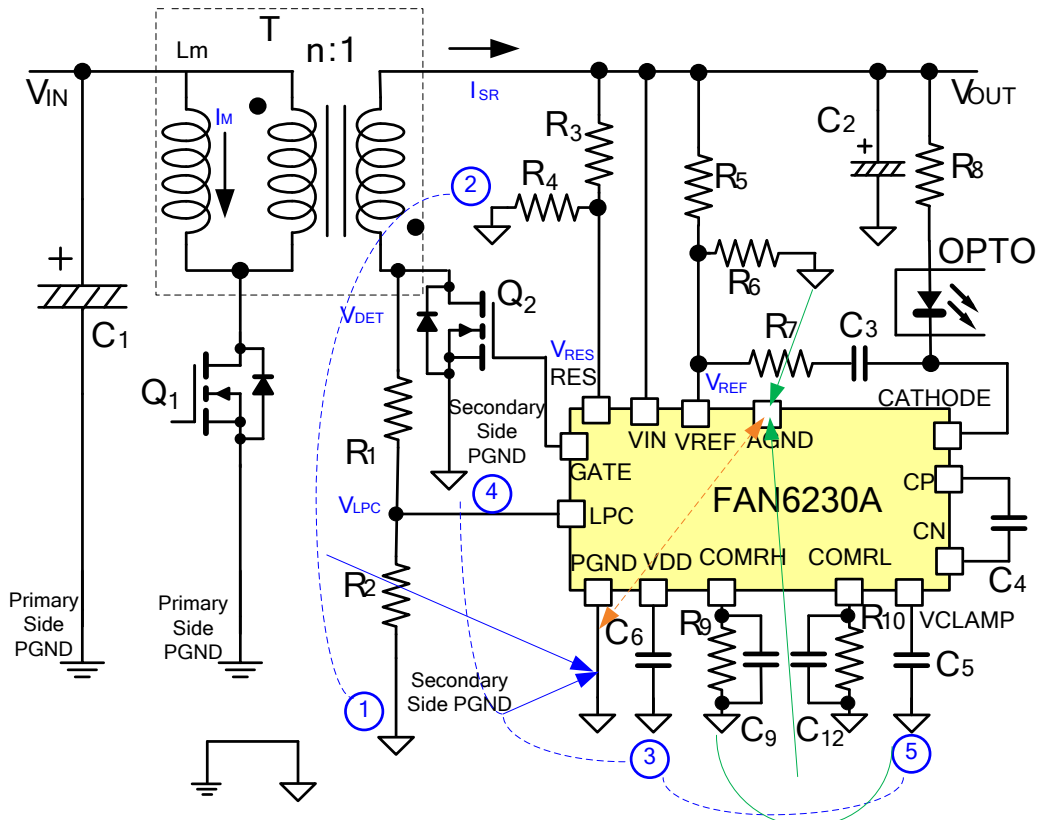 T
Lm
n:1
VIN
IM
ISR
VOUT
C2
R3
R4
R5
R8
2
R6
OPTO
C1
VDET
Q2
R7
C3
VRES
RES
VREF
CATHODE
Q1
Secondary
Side
PGND
VIN
VREF
AGND
GATE
R1
CP
FAN6230A
4
VLPC
LPC
CN
PGND
VDD
COMRH
COMRL
C4
R2
Primary
Side
PGND
Primary
Side
PGND
C6
R9
R10
VCLAMP
C5
Secondary
Side PGND
1
C9
C12
3
5